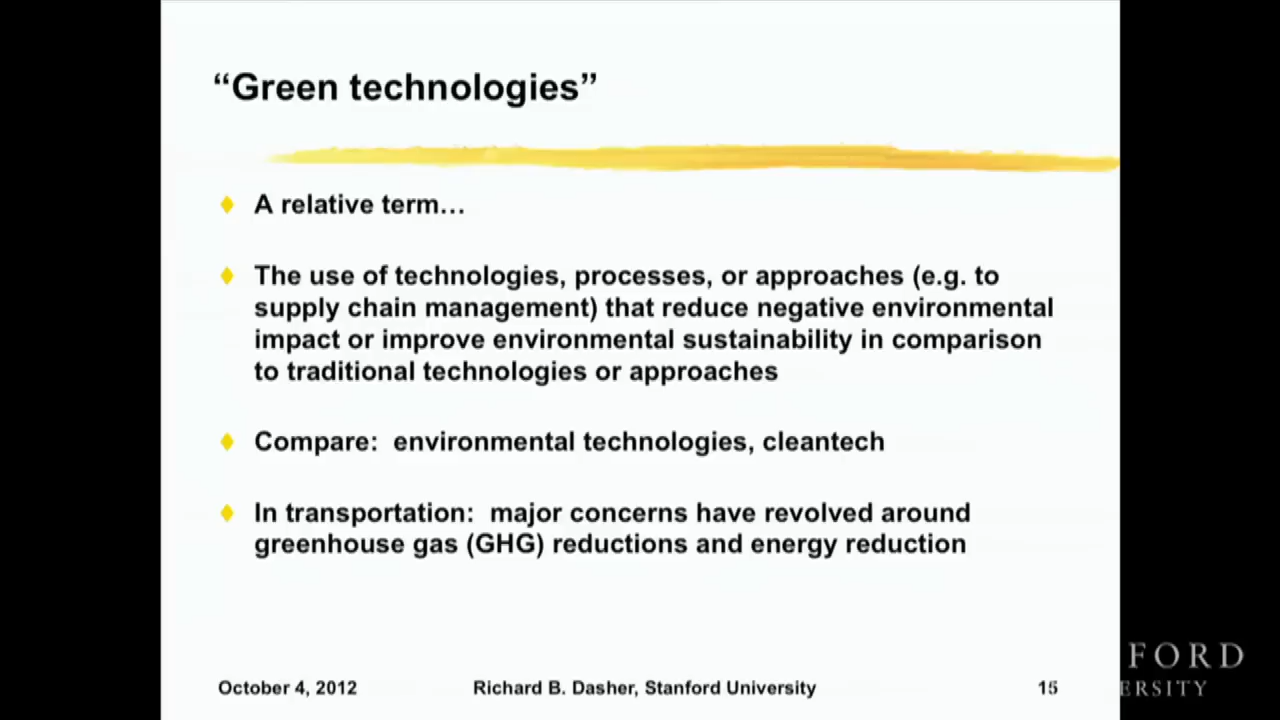 “Green technologies”
A relative term…
The use of technologies, processes, or approaches (e.g. to
supply chain management) that reduce negative environmental
impact or improve environmental sustainability in comparison
to traditional technologies or approaches
Compare:  environmental technologies, cleantech
In transportation:  major concerns have revolved around
greenhouse gas (GHG) reductions and energy reduction
October 4, 2012
Richard B. Dasher, Stanford University
15
FORD
ERSITY